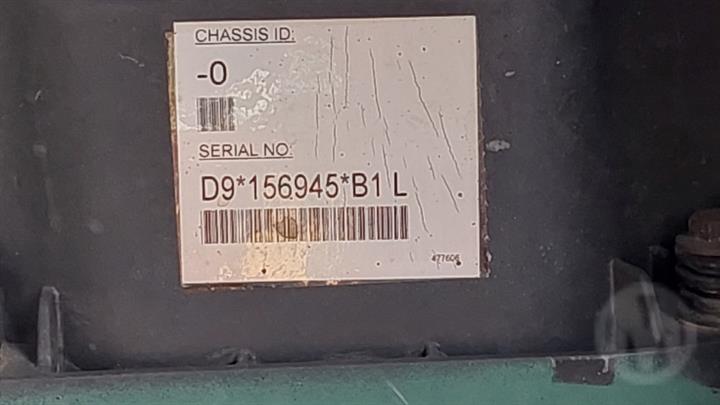 CHASSIS ID:
-0
SERIAL NO:
D9*156945*B1 L
477606